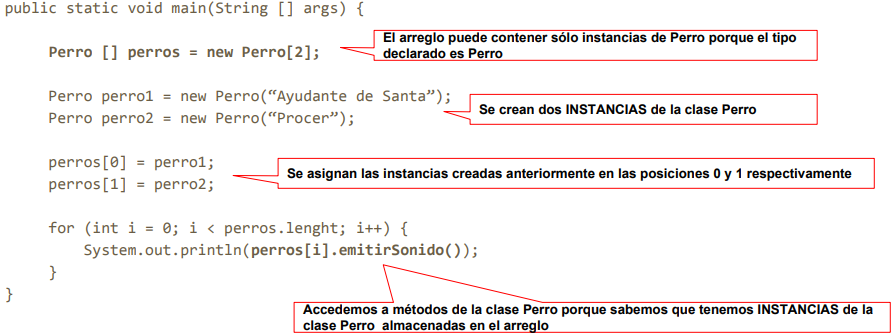 public static void main(String [] args) {
El arreglo puede contener sólo instancias de Perro porque el tipo
declarado es Perro
Perro [] perros = new Perro[2];
Perro perro1 = new Perro(“Ayudante de Santa”);
Perro perro2 = new Perro(“Procer”);
Se crean dos INSTANCIAS de la clase Perro
perros[0] = perro1;
perros[1] = perro2;
Se asignan las instancias creadas anteriormente en las posiciones 0 y 1 respectivamente
for (int i = 0; i < perros.lenght; i++) {
System.out.println(perros[i].emitirSonido());
}
}
Accedemos a métodos de la clase Perro porque sabemos que tenemos INSTANCIAS de la
clase Perro almacenadas en el arreglo